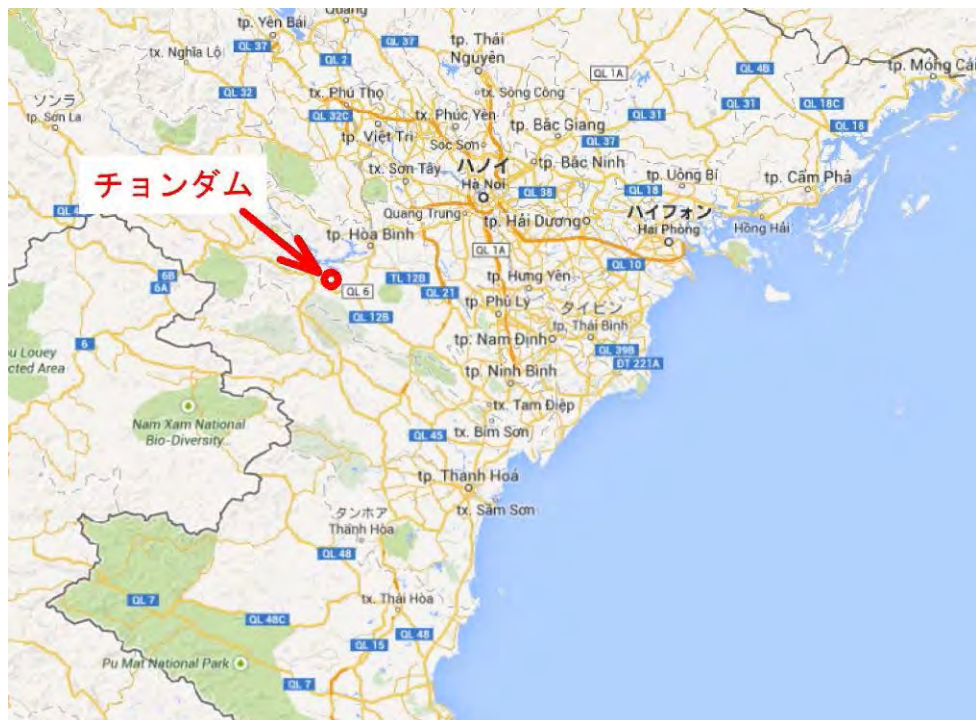 Quang
tp. Yên Bái
QL 37
QL 37
tp. Thái
Nguyên
tx. Nghĩa Lộ
QL 2
QL 1A
QL 4B
tp. Móng Cái
QL 32
tx. Phú Thọ
tx. Sông Công
QL 31
QL 18C
ソンラ
tp. Sơn La
QL 32C
tx. Phúc Yên
QL 31
QL 18
tp. Việt Trì
Sóc Sơn
tp. Bắc Giang
QL 37
チョンダム
tx. Sơn Tây
ハノイ
Hà Nội
tp. Bắc Ninh
tp. Uông Bí
tp. Cẩm Phả
QL 18
QL 38
Quang Trung
tp. Hải Dương
ハイフォン
Hai Phòng
Hồng Hải
tp. Hòa Bình
QL 1A
QL 10
6B
6A
TL 12B
QL 6
QL 21
tp. Hưng Yên
tp. Phủ Lý
タイビン
tp. Thái Bình
QL 12B
6
tp. Nam Định
QL 39B
ĐT 221A
u Louey
cted Area
tp. Ninh Bình
Nam Xam National
Bio-Diversity...
tx. Tam Điệp
QL 45
tx. Bỉm Sơn
tp. Thanh Hoá
tx. Sầm Sơn
タンホア
Thanh Hòa
QL 48
QL 7
tx. Thái Hòa
QL 48C
QL 15
QL 48
Pu Mat National Park
QL 7